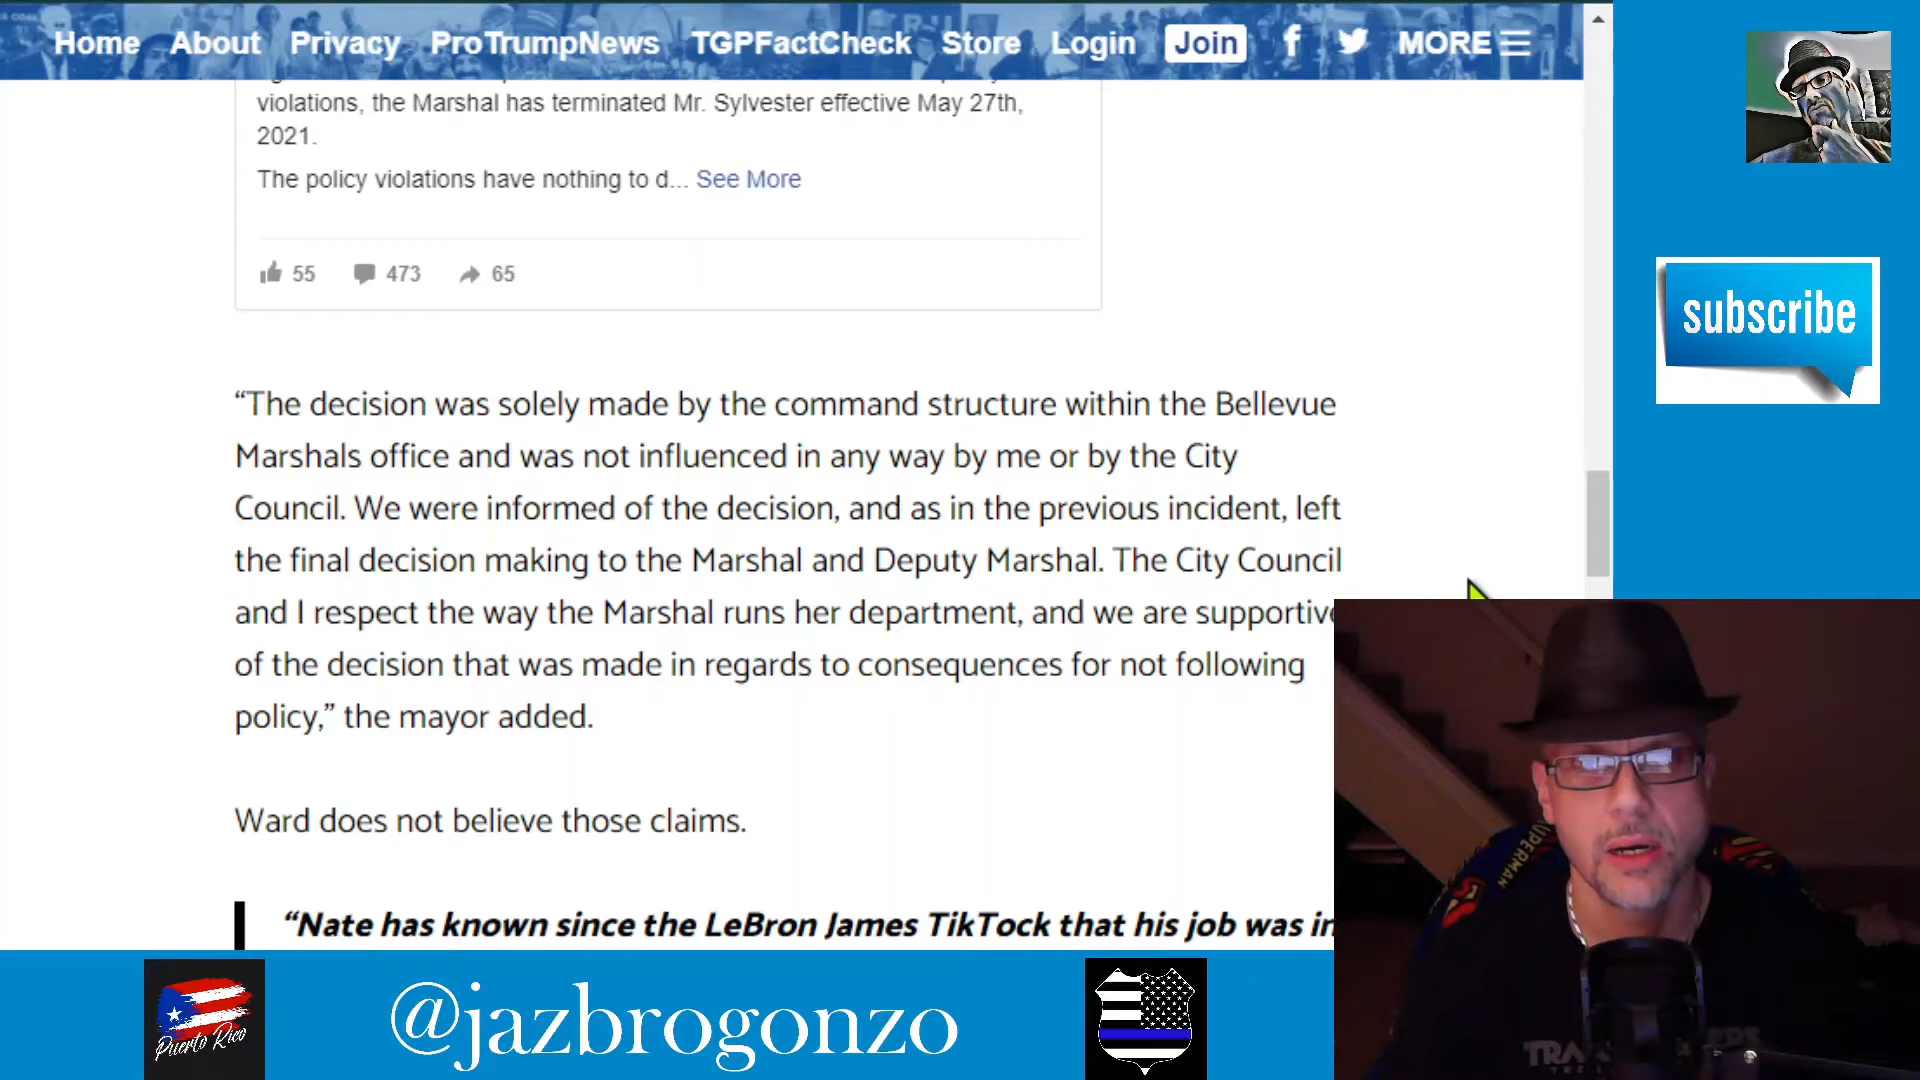 Home About Privacy ProTrumpNews TGPFactCheck Store Login Join MORE
violations, the Marshal has terminated Mr. Sylvester effective May 27th,
2021.
The policy violations have nothing to d... See More
55 473 65
subscribe
“The decision was solely made by the command structure within the Bellevue
Marshals office and was not influenced in any way by me or by the City
Council. We were informed of the decision, and as in the previous incident, left
the final decision making to the Marshal and Deputy Marshal. The City Council
and I respect the way the Marshal runs her department, and we are supportive
of the decision that was made in regards to consequences for not following
policy,” the mayor added.
Ward does not believe those claims.
“Nate has known since the LeBron James TikTock that his job was in
SUPERMAN
Puerto Rico
@jazbrogonzo